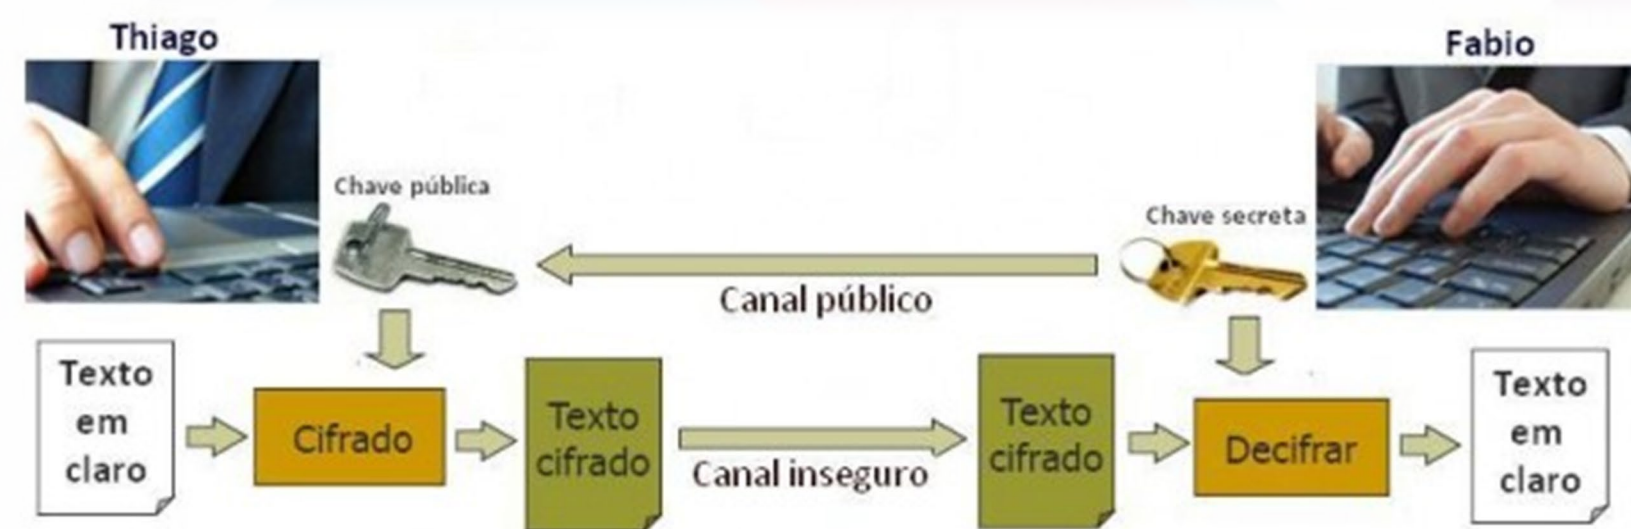 Thiago
Fabio
Chave pública
Chave secreta
Canal público
Texto
em
claro
Cifrado
Texto
cifrado
Canal inseguro
Texto
cifrado
Decifrar
Texto
em
claro